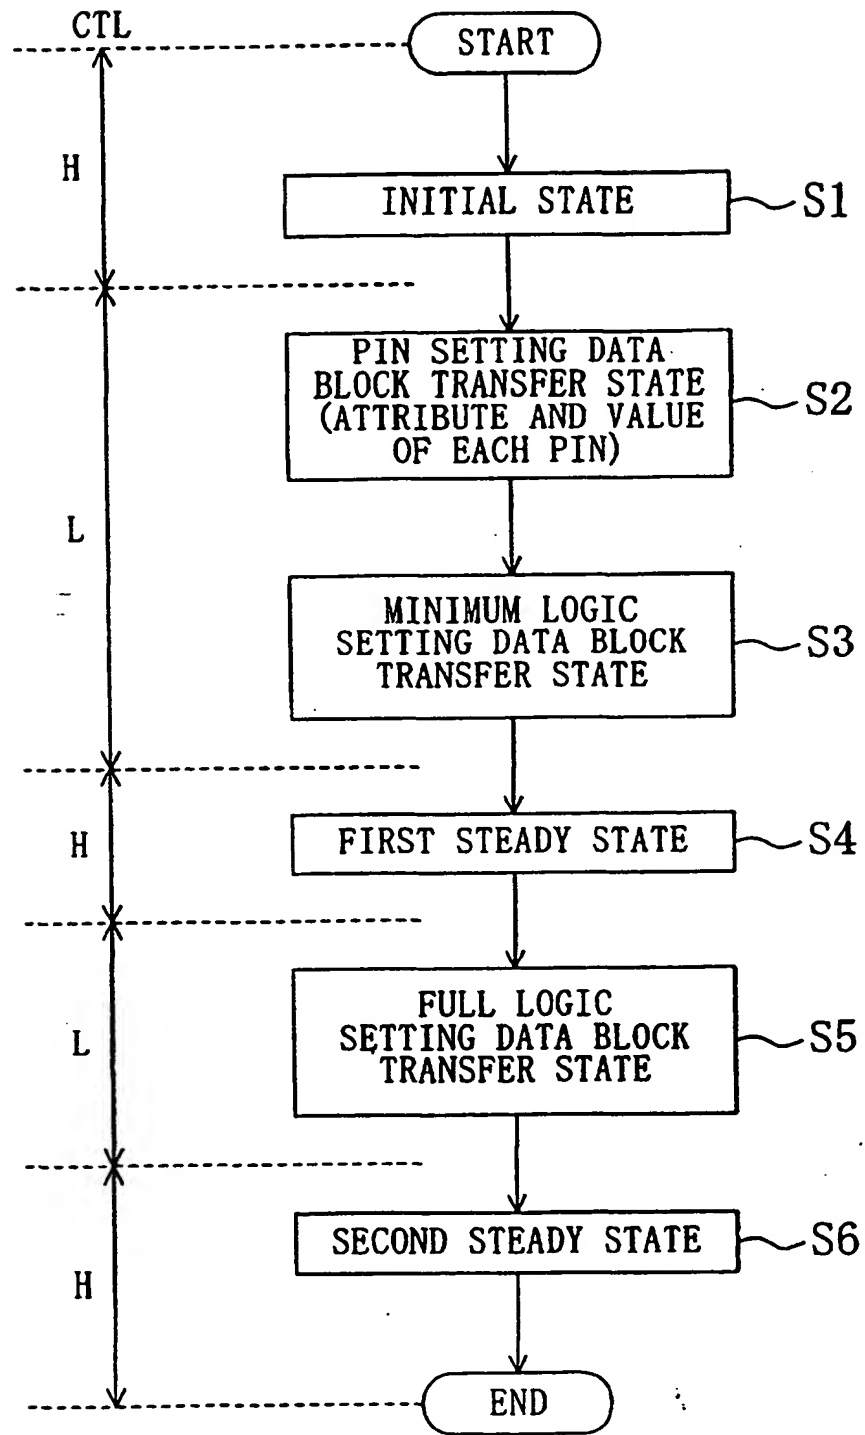 CTL
START
H
INITIAL STATE
S1
PIN SETTING DATA
BLOCK TRANSFER STATE
(ATTRIBUTE AND VALUE
OF EACH PIN)
S2
L
MINIMUM LOGIC
SETTING DATA BLOCK
TRANSFER STATE
S3
H
FIRST STEADY STATE
S4
FULL LOGIC
SETTING DATA BLOCK
TRANSFER STATE
S5
L
SECOND STEADY STATE
S6
H
END